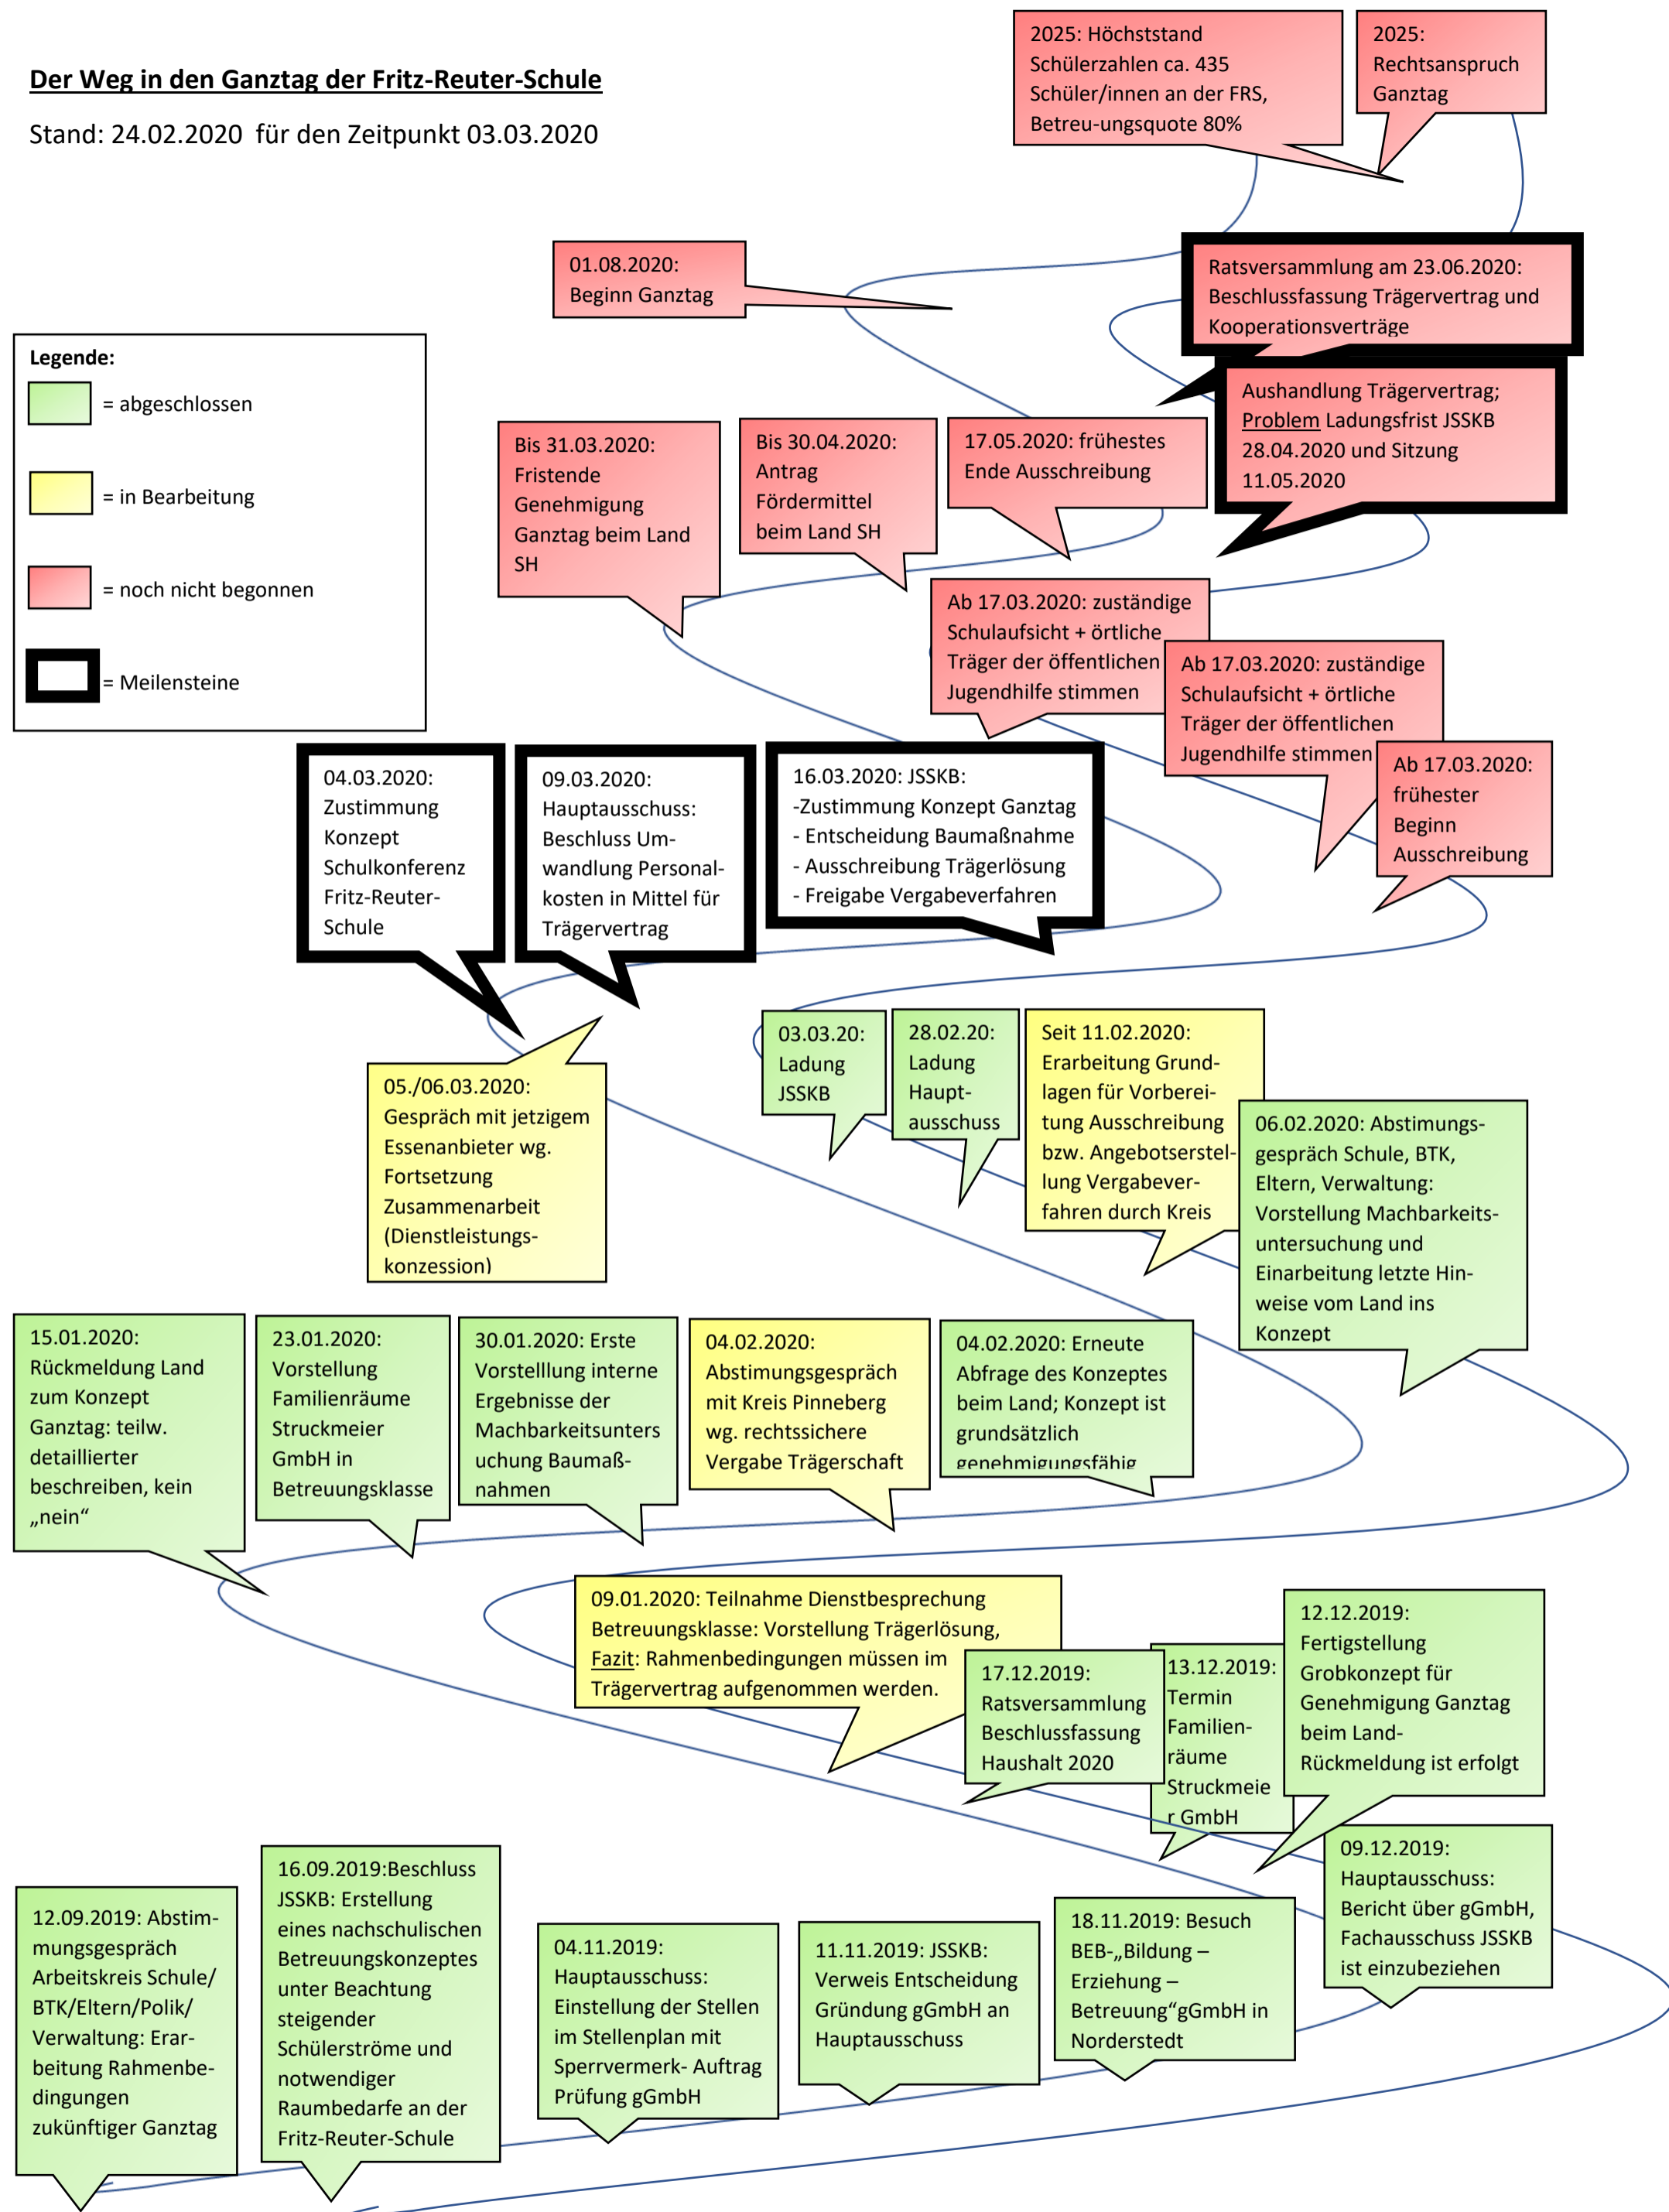 Der Weg in den Ganztag der Fritz-Reuter-Schule
Stand: 24.02.2020  für den Zeitpunkt 03.03.2020
2025: Höchststand
Schülerzahlen ca. 435
Schüler/innen an der FRS,
Betreu-ungsquote 80%
2025:
Rechtsanspruch
Ganztag
01.08.2020:
Beginn Ganztag
Ratsversammlung am 23.06.2020:
Beschlussfassung Trägervertrag und
Kooperationsverträge
Legende:
= abgeschlossen
= in Bearbeitung
= noch nicht begonnen
= Meilensteine
Aushandlung Trägervertrag;
Problem Ladungsfrist JSSKB
28.04.2020 und Sitzung
11.05.2020
Bis 31.03.2020:
Fristende
Genehmigung
Ganztag beim Land
SH
Bis 30.04.2020:
Antrag
Fördermittel
beim Land SH
17.05.2020: frühestes
Ende Ausschreibung
Ab 17.03.2020: zuständige
Schulaufsicht + örtliche
Träger der öffentlichen
Jugendhilfe stimmen
Ab 17.03.2020: zuständige
Schulaufsicht + örtliche
Träger der öffentlichen
Jugendhilfe stimmen
Ab 17.03.2020:
frühester
Beginn
Ausschreibung
04.03.2020:
Zustimmung
Konzept
Schulkonferenz
Fritz-Reuter-
Schule
09.03.2020:
Hauptausschuss:
Beschluss Um-
wandlung Personal-
kosten in Mittel für
Trägervertrag
16.03.2020: JSSKB:
-Zustimmung Konzept Ganztag
- Entscheidung Baumaßnahme
- Ausschreibung Trägerlösung
- Freigabe Vergabeverfahren
05./06.03.2020:
Gespräch mit jetzigem
Essenanbieter wg.
Fortsetzung
Zusammenarbeit
(Dienstleistungs-
konzession)
03.03.20:
Ladung
JSSKB
28.02.20:
Ladung
Haupt-
ausschuss
Seit 11.02.2020:
Erarbeitung Grund-
lagen für Vorberei-
tung Ausschreibung
bzw. Angebotserstel-
lung Vergabever-
fahren durch Kreis
06.02.2020: Abstimungs-
gespräch Schule, BTK,
Eltern, Verwaltung:
Vorstellung Machbarkeits-
untersuchung und
Einarbeitung letzte Hin-
weise vom Land ins
Konzept
15.01.2020:
Rückmeldung Land
zum Konzept
Ganztag: teilw.
detaillierter
beschreiben, kein
„nein“
23.01.2020:
Vorstellung
Familienräume
Struckmeier
GmbH in
Betreuungsklasse
30.01.2020: Erste
Vorstelllung interne
Ergebnisse der
Machbarkeitsunters
uchung Baumaß-
nahmen
04.02.2020:
Abstimungsgespräch
mit Kreis Pinneberg
wg. rechtssichere
Vergabe Trägerschaft
04.02.2020: Erneute
Abfrage des Konzeptes
beim Land; Konzept ist
grundsätzlich
genehmigungsfähig
09.01.2020: Teilnahme Dienstbesprechung
Betreuungsklasse: Vorstellung Trägerlösung,
Fazit: Rahmenbedingungen müssen im
Trägervertrag aufgenommen werden.
17.12.2019:
Ratsversammlung
Beschlussfassung
Haushalt 2020
13.12.2019:
Termin
Familien-
räume
Struckmeie
r GmbH
12.12.2019:
Fertigstellung
Grobkonzept für
Genehmigung Ganztag
beim Land-
Rückmeldung ist erfolgt
09.12.2019:
Hauptausschuss:
Bericht über gGmbH,
Fachausschuss JSSKB
ist einzubeziehen
12.09.2019: Abstim-
mungsgespräch
Arbeitskreis Schule/
BTK/Eltern/Polik/
Verwaltung: Erar-
beitung Rahmenbe-
dingungen
zukünftiger Ganztag
16.09.2019:Beschluss
JSSKB: Erstellung
eines nachschulischen
Betreuungskonzeptes
unter Beachtung
steigender
Schülerströme und
notwendiger
Raumbedarfe an der
Fritz-Reuter-Schule
04.11.2019:
Hauptausschuss:
Einstellung der Stellen
im Stellenplan mit
Sperrvermerk- Auftrag
Prüfung gGmbH
11.11.2019: JSSKB:
Verweis Entscheidung
Gründung gGmbH an
Hauptausschuss
18.11.2019: Besuch
BEB-„Bildung –
Erziehung –
Betreuung“gGmbH in
Norderstedt